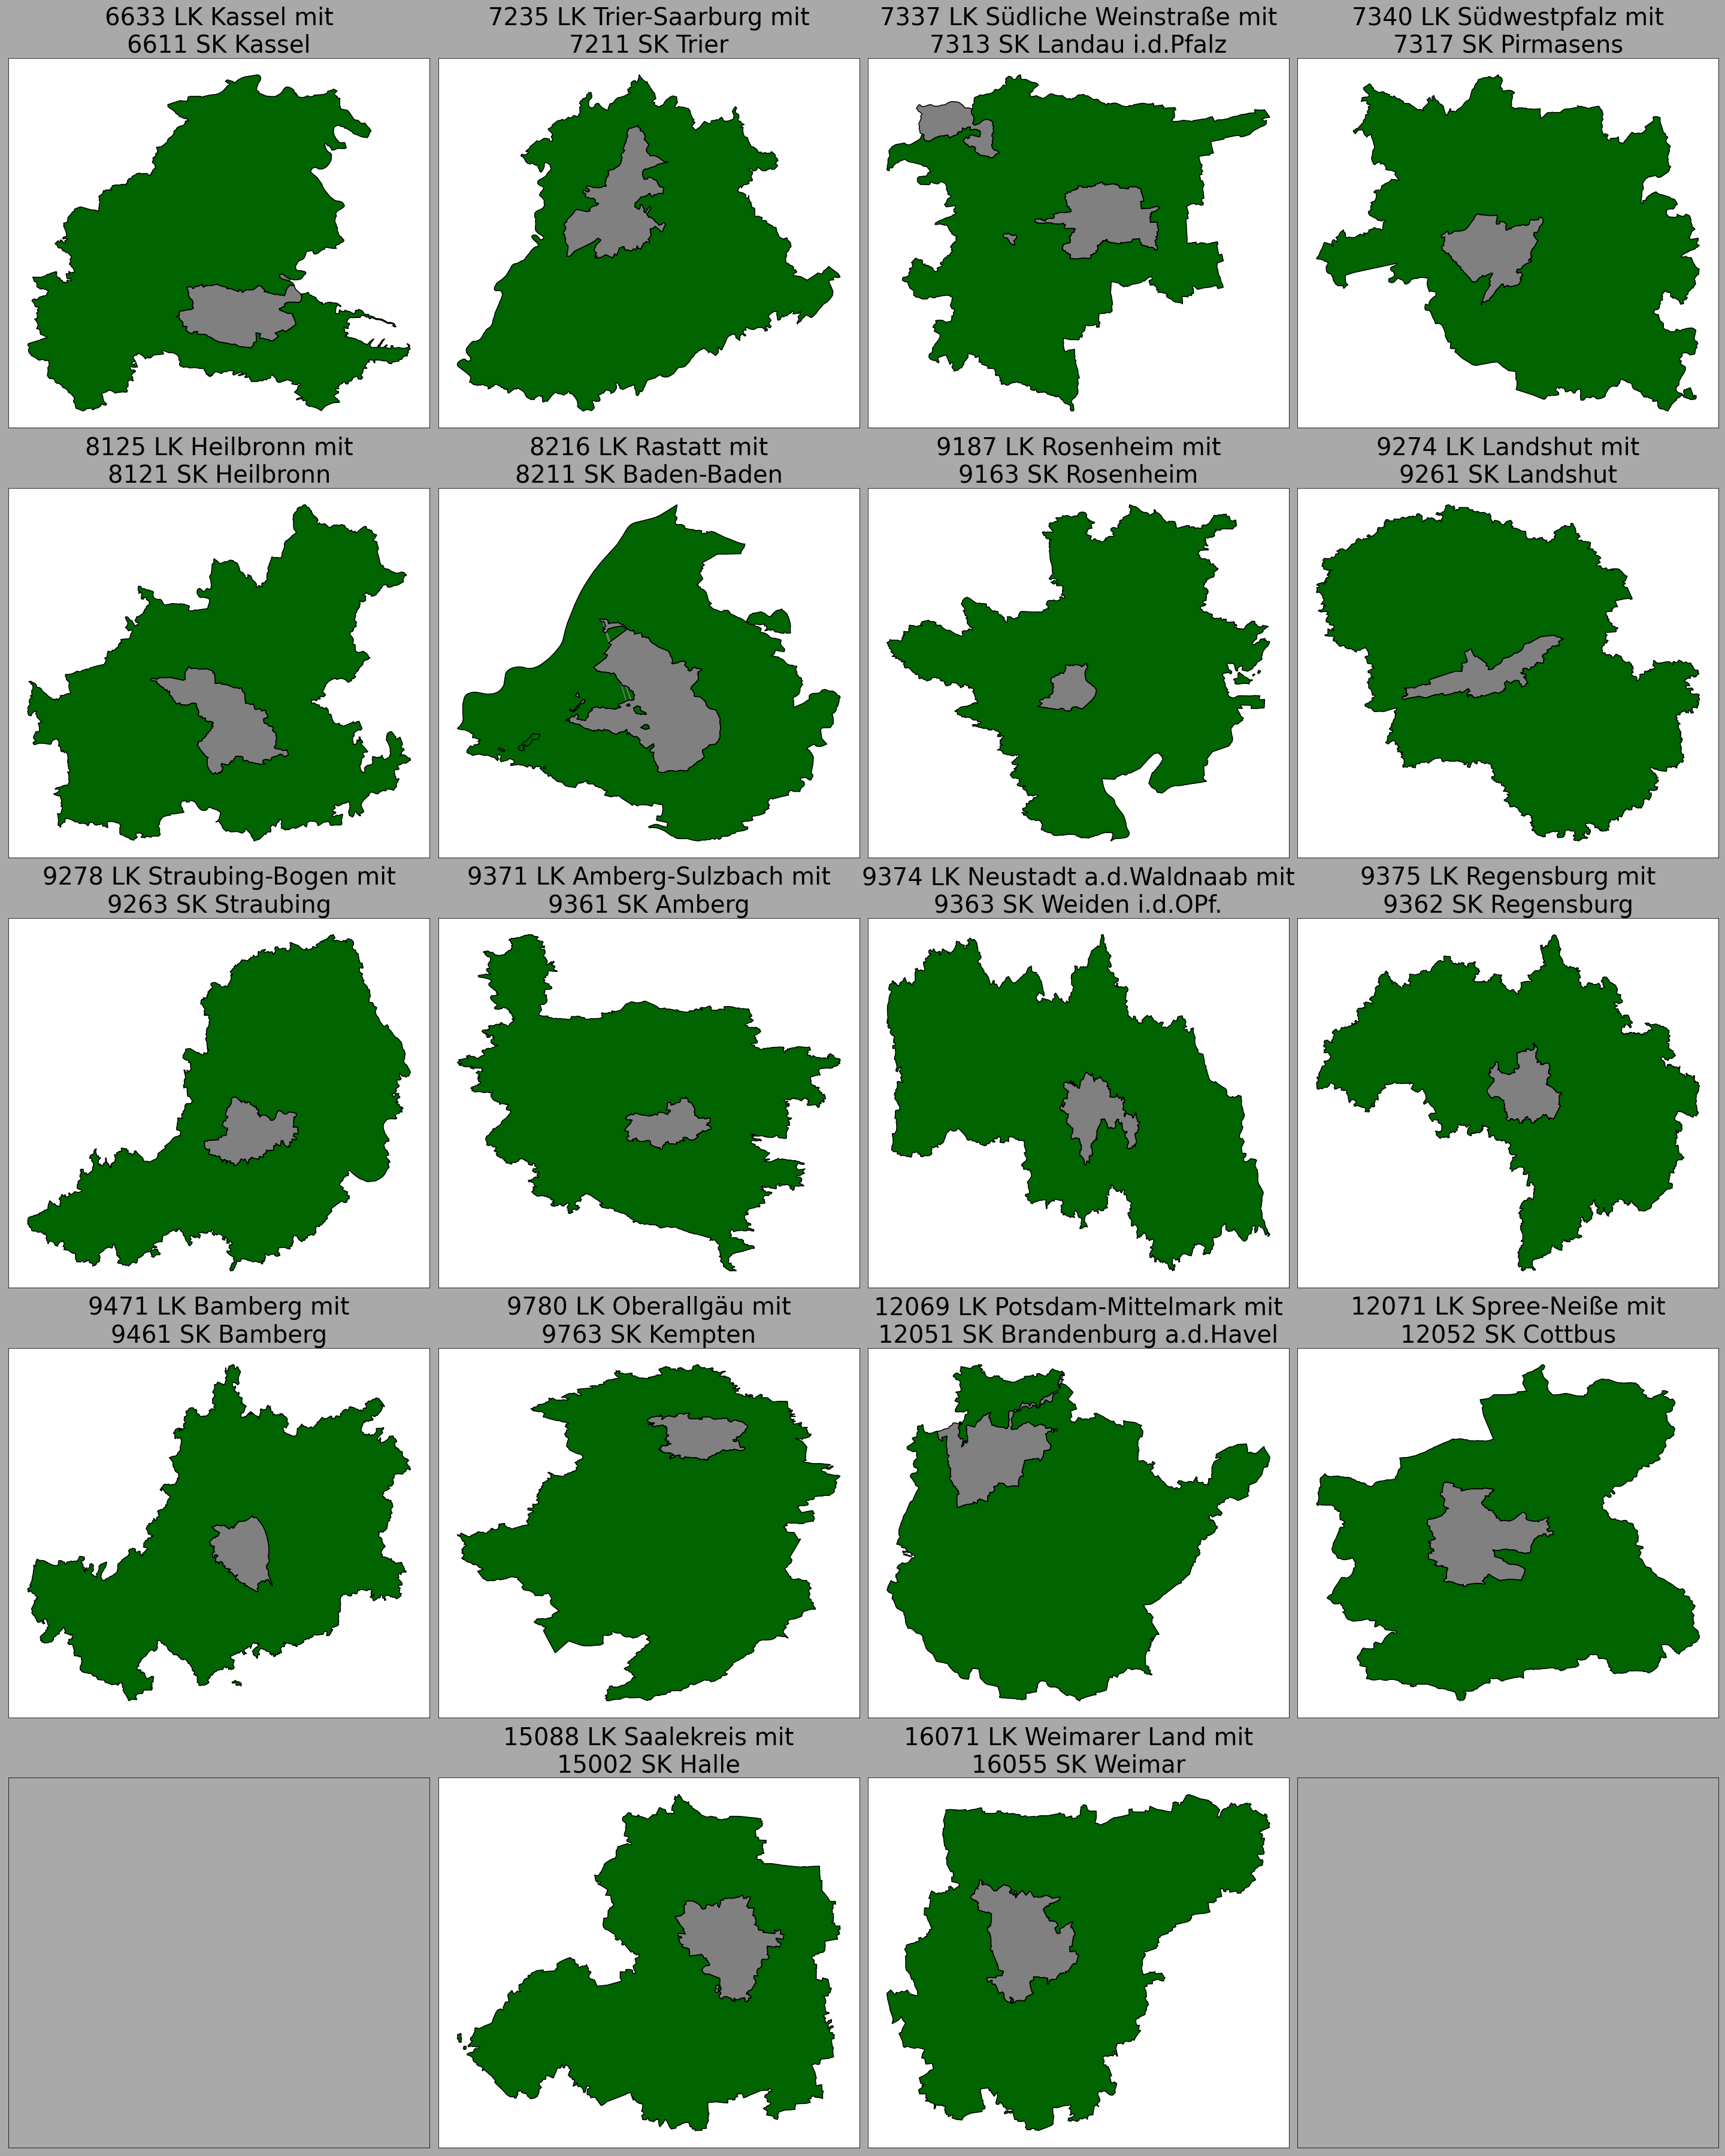 6633 LK Kassel mit
6611 SK Kassel
7235 LK Trier-Saarburg mit
7211 SK Trier
7337 LK Südliche Weinstraße mit
7313 SK Landau i.d.Pfalz
7340 LK Südwestpfalz mit
7317 SK Pirmasens
8125 LK Heilbronn mit
8121 SK Heilbronn
8216 LK Rastatt mit
8211 SK Baden-Baden
9187 LK Rosenheim mit
9163 SK Rosenheim
9274 LK Landshut mit
9261 SK Landshut
9278 LK Straubing-Bogen mit
9263 SK Straubing
9371 LK Amberg-Sulzbach mit
9361 SK Amberg
9374 LK Neustadt a.d.Waldnaab mit
9363 SK Weiden i.d.OPf.
9375 LK Regensburg mit
9362 SK Regensburg
9471 LK Bamberg mit
9461 SK Bamberg
9780 LK Oberallgäu mit
9763 SK Kempten
12069 LK Potsdam-Mittelmark mit
12051 SK Brandenburg a.d.Havel
12071 LK Spree-Neiße mit
12052 SK Cottbus
15088 LK Saalekreis mit
15002 SK Halle
16071 LK Weimarer Land mit
16055 SK Weimar